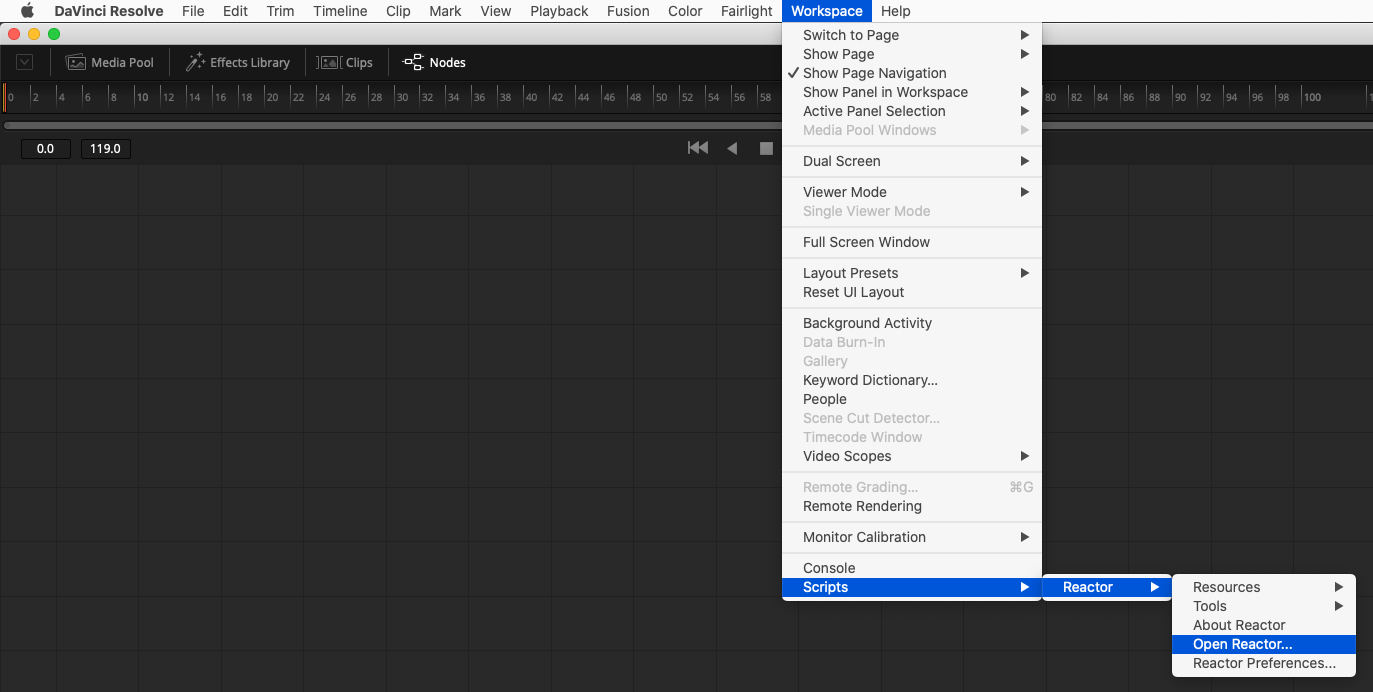 DaVinci Resolve File Edit Trim Timeline Clip Mark View Playback Fusion Color Fairlight Workspace Help
Media Pool Effects Library Clips Nodes
0 2 4 6 8 10 12 14 16 18 20 22 24 26 28 30 32 34 36 38 40 42 44 46 48 50 52 54 56 58 80 82 84 86 88 90 92 94 96 98 100
0.0 119.0
Switch to Page
Show Page
✓ Show Page Navigation
Show Panel in Workspace
Active Panel Selection
Media Pool Windows
Dual Screen
Viewer Mode
Single Viewer Mode
Full Screen Window
Layout Presets
Reset UI Layout
Background Activity
Data Burn-In
Gallery
Keyword Dictionary...
People
Scene Cut Detector...
Timecode Window
Video Scopes
Remote Grading... ⌘G
Remote Rendering
Monitor Calibration
Console
Scripts
Reactor
Resources
Tools
About Reactor
Open Reactor...
Reactor Preferences...